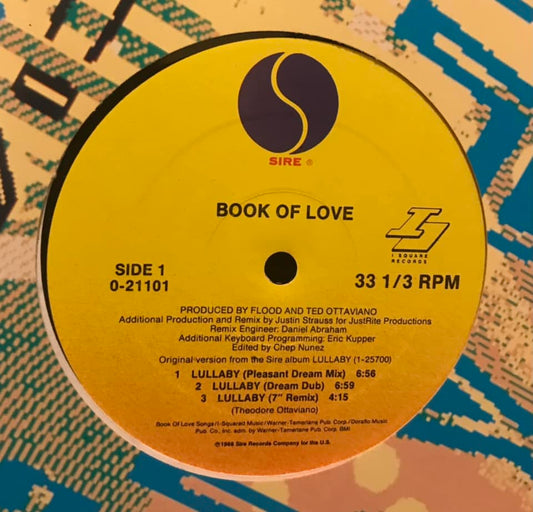 SIRE ®
BOOK OF LOVE
I SQUARE
RECORDS
SIDE 1
0-21101
33 1/3 RPM
PRODUCED BY FLOOD AND TED OTTAVIANO
Additional Production and Remix by Justin Strauss for JustRite Productions
Remix Engineer: Daniel Abraham
Additional Keyboard Programming: Eric Kupper
Edited by Chep Nunez
Original version from the Sire album LULLABY (1-25700)
1 LULLABY (Pleasant Dream Mix) 6:56
2 LULLABY (Dream Dub) 6:59
3 LULLABY (7" Remix) 4:15
(Theodore Ottaviano)
Book Of Love Songs/I-Squared Music/Warner-Tamerlane Pub. Corp./Doraflo Music
Pub. Co., Inc. adm. by Warner-Tamerlane Pub. Corp. BMI
Sire Records Company for the U.S.